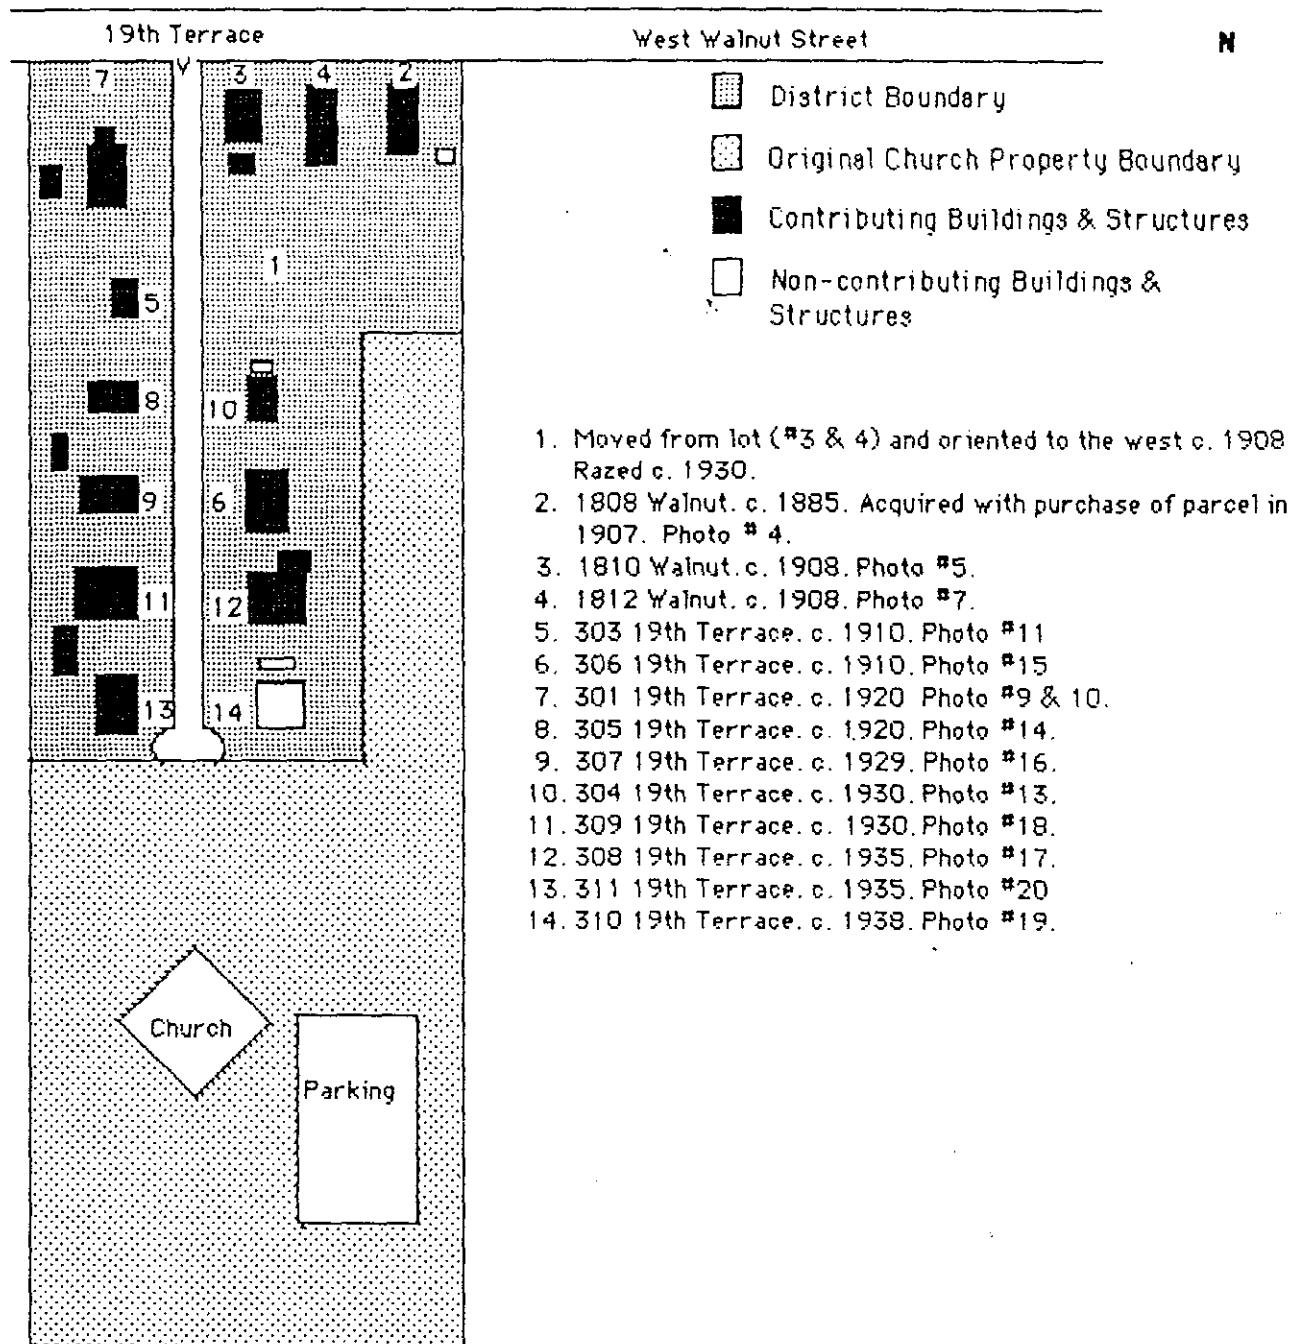 19th Terrace
West Walnut Street
N
7
3
4
2
District Boundary
Original Church Property Boundary
Contributing Buildings & Structures
1
Non-contributing Buildings &
Structures
5
8
10
9
6
11
12
13
14
1. Moved from lot (#3 & 4) and oriented to the west c. 1908
Razed c. 1930.
2. 1808 Walnut. c. 1885. Acquired with purchase of parcel in
1907. Photo # 4.
3. 1810 Walnut. c. 1908. Photo #5.
4. 1812 Walnut. c. 1908. Photo #7.
5. 303 19th Terrace. c. 1910. Photo #11
6. 306 19th Terrace. c. 1910. Photo #15
7. 301 19th Terrace. c. 1920 Photo #9 & 10.
8. 305 19th Terrace. c. 1920. Photo #14.
9. 307 19th Terrace. c. 1929. Photo #16.
10. 304 19th Terrace. c. 1930. Photo #13.
11. 309 19th Terrace. c. 1930. Photo #18.
12. 308 19th Terrace. c. 1935. Photo #17.
13. 311 19th Terrace. c. 1935. Photo #20
14. 310 19th Terrace. c. 1938. Photo #19.
Church
Parking